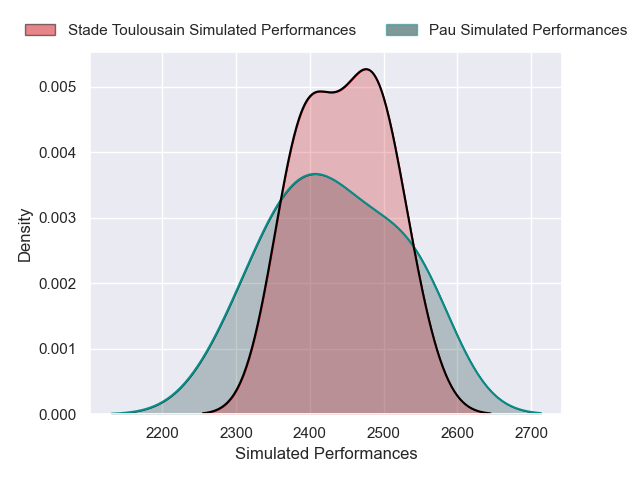 Stade Toulousain Simulated Performances
Pau Simulated Performances
0.005
0.004
0.003
0.002
0.001
0.000
Density
2200 2300 2400 2500 2600 2700
Simulated Performances